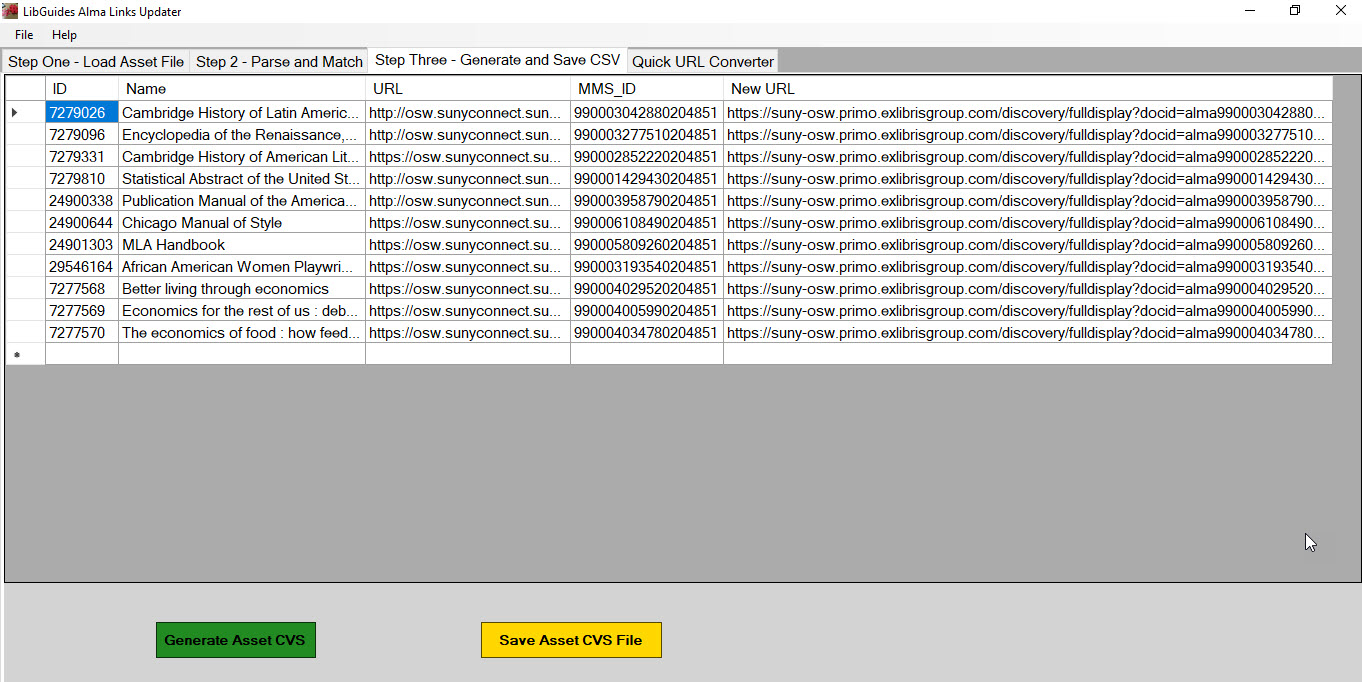 LibGuides Alma Links Updater
File Help
Step One - Load Asset File Step 2 - Parse and Match Step Three - Generate and Save CSV Quick URL Converter
ID Name URL MMS_ID New URL
7279026 Cambridge History of Latin Americ... http://osw.sunyconnect.sun... 990003042880204851 https://suny-osw.primo.exlibrisgroup.com/discovery/fulldisplay?docid=alma990003042880...
7279096 Encyclopedia of the Renaissance,... http://osw.sunyconnect.sun... 990003277510204851 https://suny-osw.primo.exlibrisgroup.com/discovery/fulldisplay?docid=alma990003277510...
7279331 Cambridge History of American Lit... https://osw.sunyconnect.su... 990002852220204851 https://suny-osw.primo.exlibrisgroup.com/discovery/fulldisplay?docid=alma990002852220...
7279810 Statistical Abstract of the United St... http://osw.sunyconnect.sun... 990001429430204851 https://suny-osw.primo.exlibrisgroup.com/discovery/fulldisplay?docid=alma990001429430...
24900338 Publication Manual of the America... http://osw.sunyconnect.sun... 990003958790204851 https://suny-osw.primo.exlibrisgroup.com/discovery/fulldisplay?docid=alma990003958790...
24900644 Chicago Manual of Style https://osw.sunyconnect.su... 990006108490204851 https://suny-osw.primo.exlibrisgroup.com/discovery/fulldisplay?docid=alma990006108490...
24901303 MLA Handbook https://osw.sunyconnect.su... 990005809260204851 https://suny-osw.primo.exlibrisgroup.com/discovery/fulldisplay?docid=alma990005809260...
29546164 African American Women Playwri... https://osw.sunyconnect.su... 990003193540204851 https://suny-osw.primo.exlibrisgroup.com/discovery/fulldisplay?docid=alma990003193540...
7277568 Better living through economics https://osw.sunyconnect.su... 990004029520204851 https://suny-osw.primo.exlibrisgroup.com/discovery/fulldisplay?docid=alma990004029520...
7277569 Economics for the rest of us : deb... https://osw.sunyconnect.su... 990004005990204851 https://suny-osw.primo.exlibrisgroup.com/discovery/fulldisplay?docid=alma990004005990...
7277570 The economics of food : how feed... https://osw.sunyconnect.su... 990004034780204851 https://suny-osw.primo.exlibrisgroup.com/discovery/fulldisplay?docid=alma990004034780...
Generate Asset CVS Save Asset CVS File